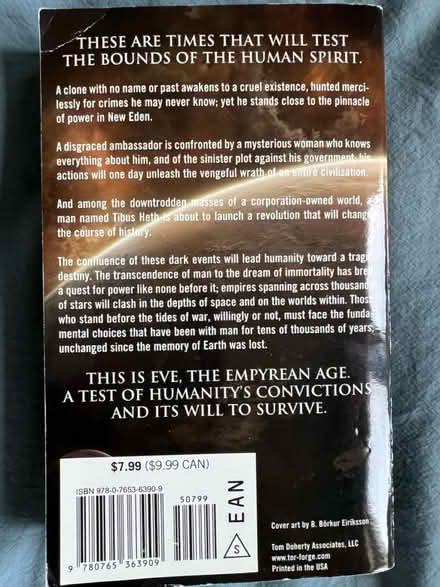 THESE ARE TIMES THAT WILL TEST
THE BOUNDS OF THE HUMAN SPIRIT.
A clone with no name or past awakens to a cruel existence, hunted merci-
lessly for crimes he may never know; yet he stands close to the pinnacle
of power in New Eden.
A disgraced ambassador is confronted by a mysterious woman who knows
everything about him, and of the sinister plot against his government; his
actions will one day unleash the vengeful wrath of an entire civilization.
And among the downtrodden masses of a corporation-owned world, a
man named Tibus Heth is about to launch a revolution that will change
the course of history.
The confluence of these dark events will lead humanity toward a tragic
destiny. The transcendence of man to the dream of immortality has bred
a quest for power like none before it; empires spanning across thousands
of stars will clash in the depths of space and on the worlds within. Those
who stand before the tides of war, willingly or not, must face the funda-
mental choices that have been with man for tens of thousands of years,
unchanged since the memory of Earth was lost.
THIS IS EVE, THE EMPYREAN AGE.
A TEST OF HUMANITY'S CONVICTIONS
AND ITS WILL TO SURVIVE.
$7.99 ($9.99 CAN)
ISBN 978-0-7653-6390-9
50799
9 780765 363909
S
EAN
Cover art by B. Börkur Eiríksson
Tom Doherty Associates, LLC
www.tor-forge.com
Printed in the USA